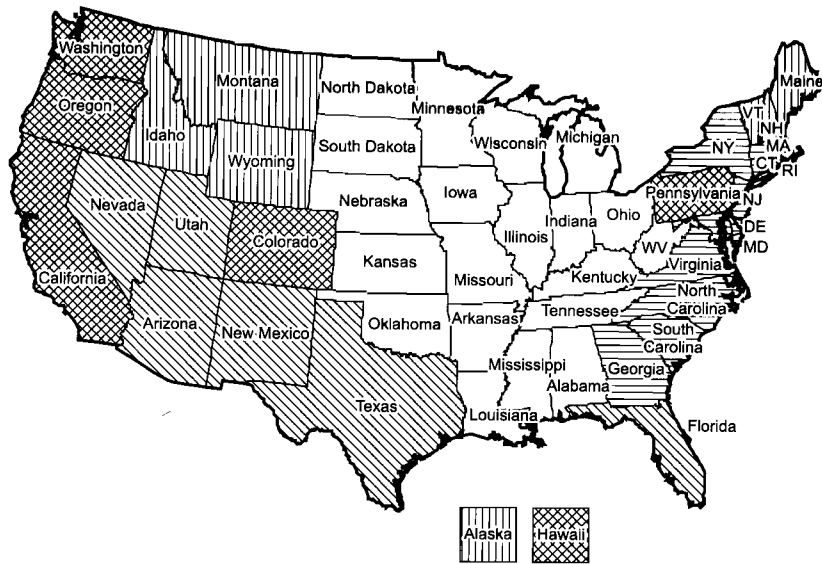 Washington
Oregon
Idaho
Montana
Wyoming
Nevada
Utah
Colorado
California
Arizona
New Mexico
Texas
North Dakota
South Dakota
Nebraska
Kansas
Oklahoma
Minnesota
Iowa
Missouri
Arkansas
Louisiana
Wisconsin
Illinois
Michigan
Indiana
Ohio
Kentucky
Tennessee
Mississippi
Alabama
Georgia
Florida
South
Carolina
North
Carolina
Virginia
WV
Pennsylvania
NY
VT
NH
Maine
MA
CT
RI
NJ
DE
MD
Alaska
Hawaii